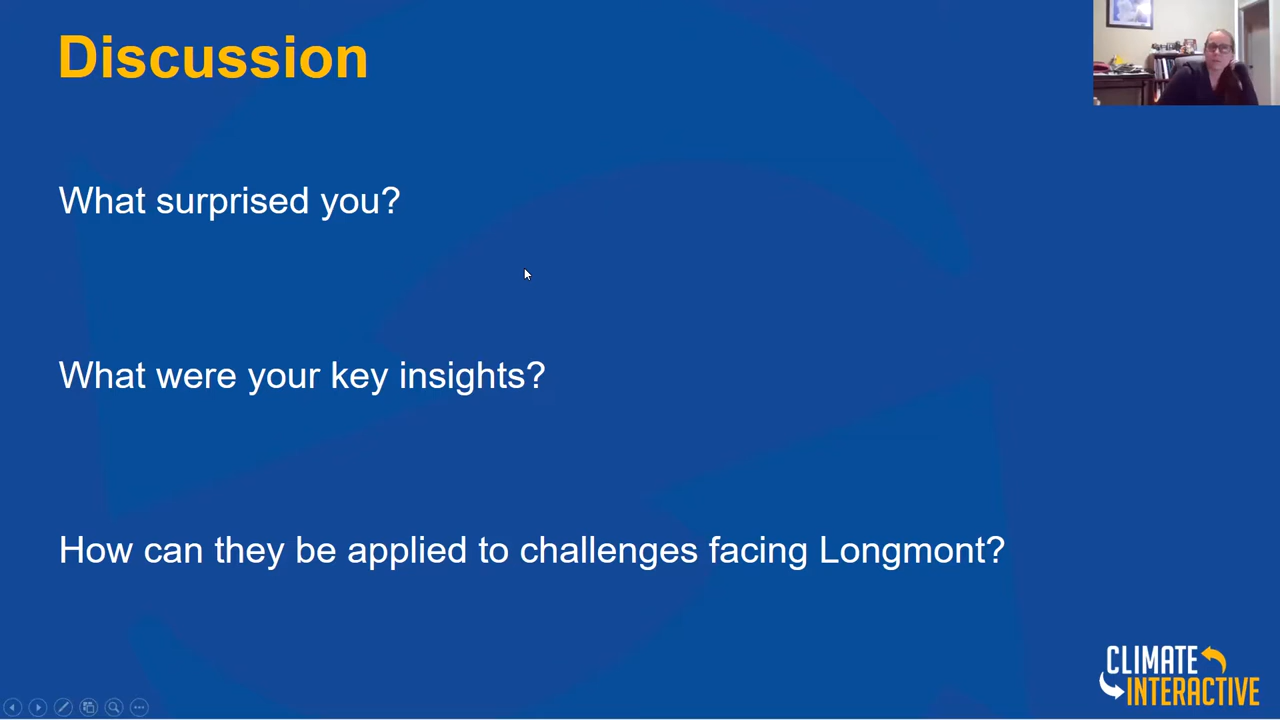 Discussion
What surprised you?
What were your key insights?
How can they be applied to challenges facing Longmont?
CLIMATE
INTERACTIVE